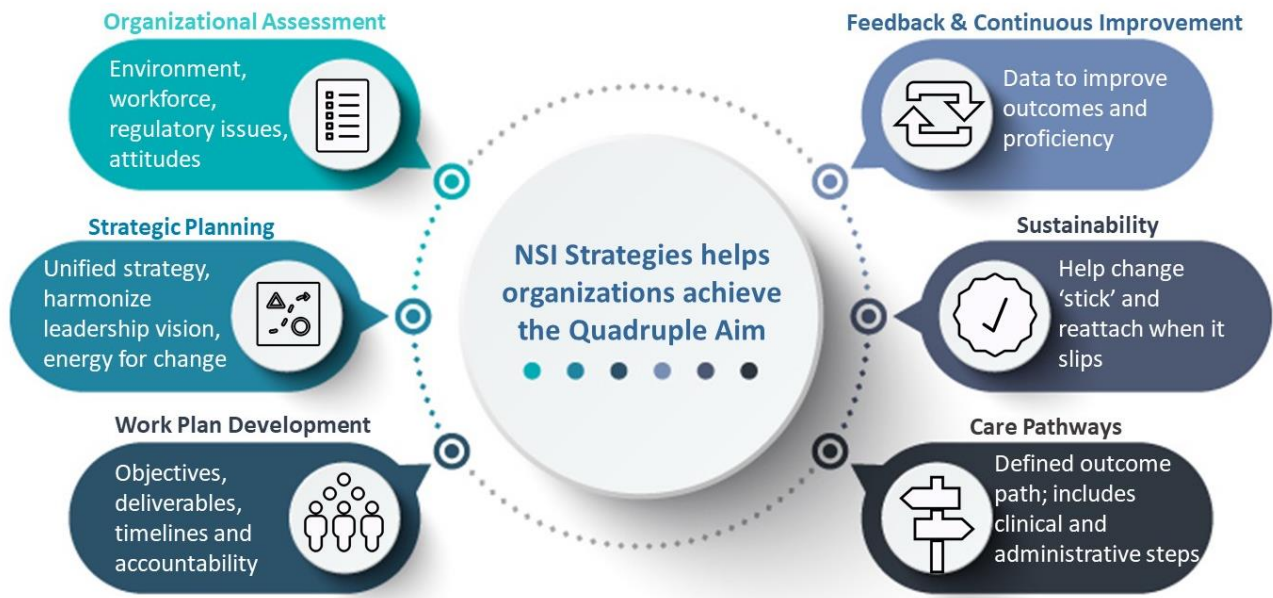 Organizational Assessment
Environment,
workforce,
regulatory issues,
attitudes
Strategic Planning
Unified strategy,
harmonize
leadership vision,
energy for change
Work Plan Development
Objectives,
deliverables,
timelines and
accountability
NSI Strategies helps
organizations achieve
the Quadruple Aim
Feedback & Continuous Improvement
Data to improve
outcomes and
proficiency
Sustainability
Help change
‘stick’ and
reattach when it
slips
Care Pathways
Defined outcome
path; includes
clinical and
administrative steps